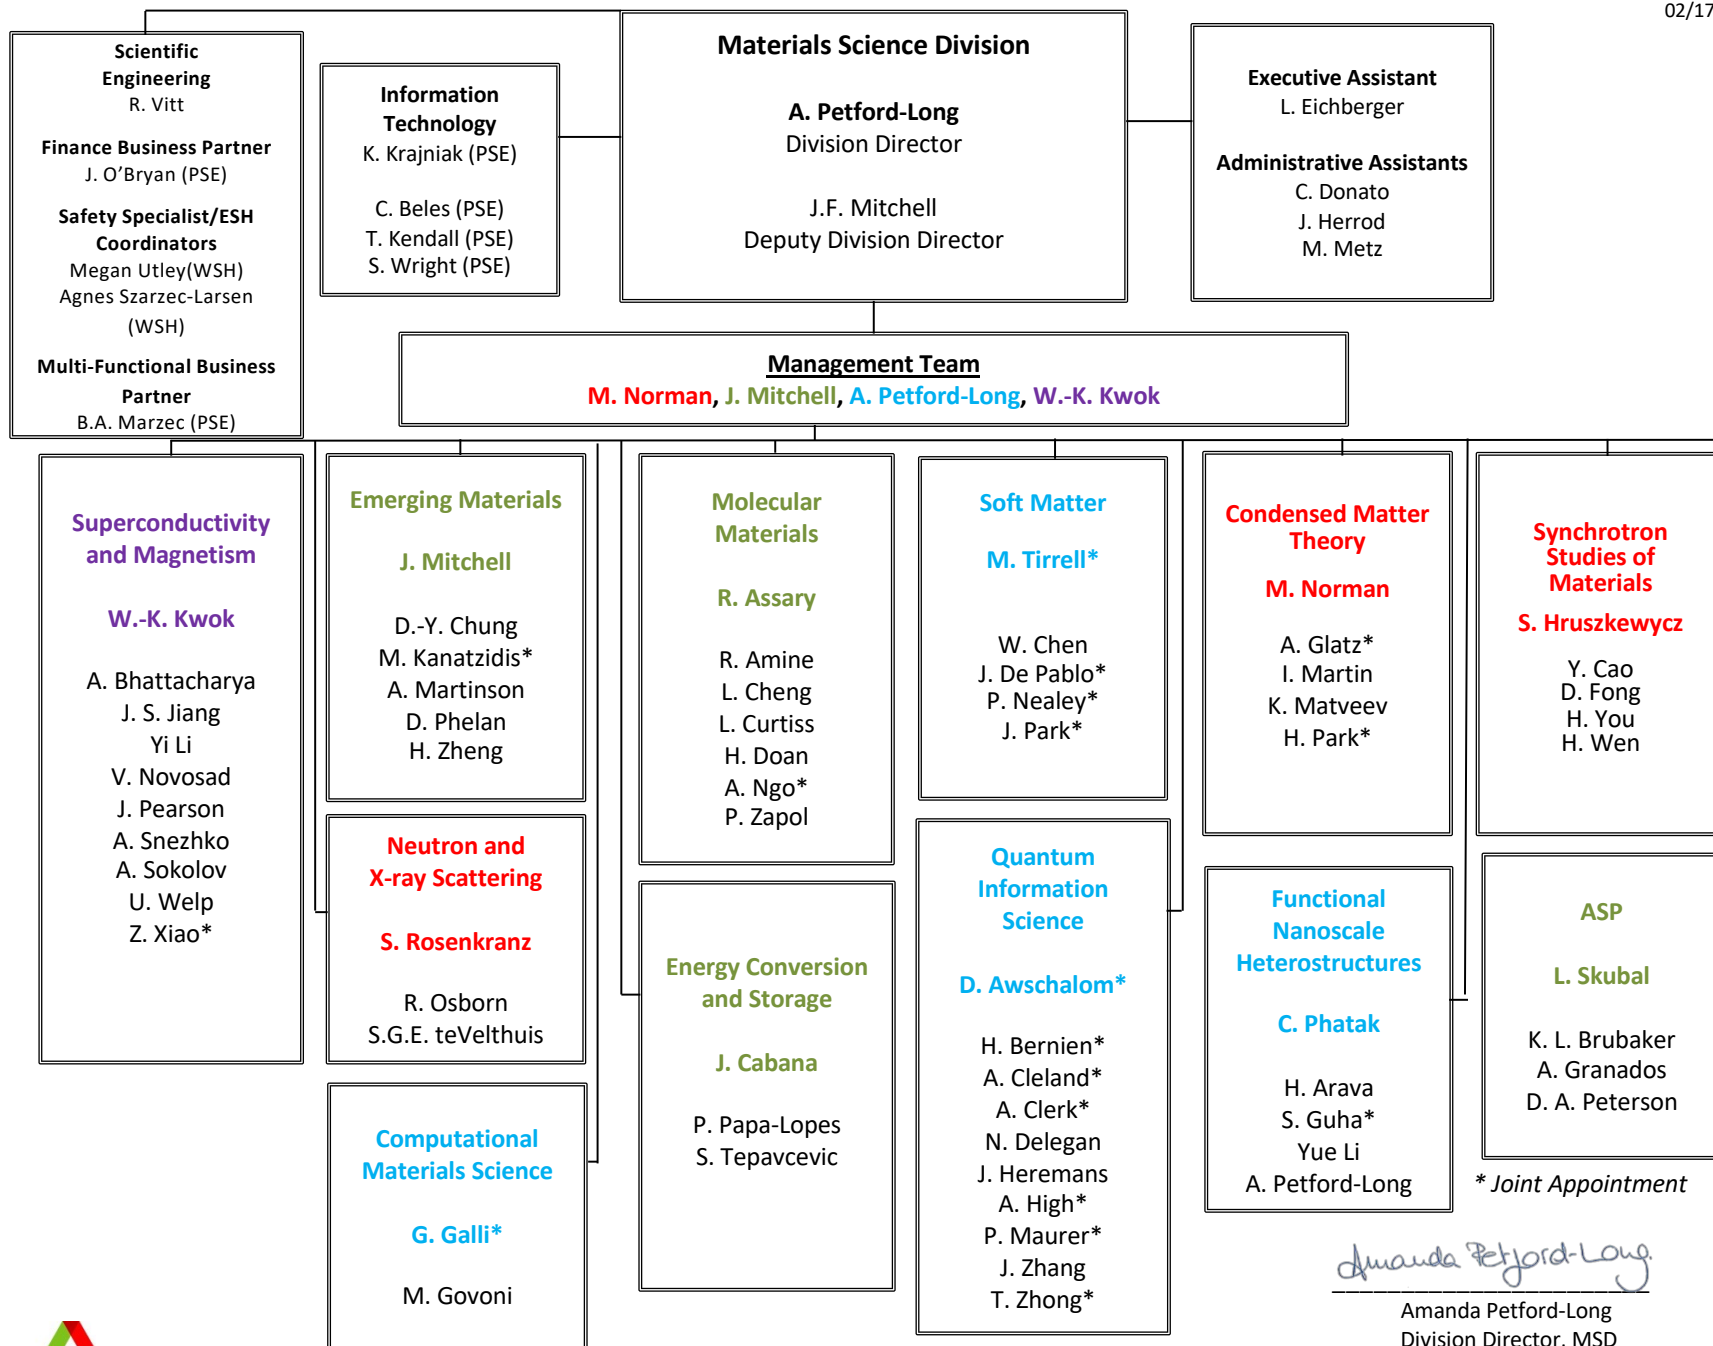 02/17
Scientific
Engineering
R. Vitt
Finance Business Partner
J. O’Bryan (PSE)
Safety Specialist/ESH
Coordinators
Megan Utley(WSH)
Agnes Szarzec-Larsen
(WSH)
Multi-Functional Business
Partner
B.A. Marzec (PSE)
Information
Technology
K. Krajniak (PSE)
C. Beles (PSE)
T. Kendall (PSE)
S. Wright (PSE)
Materials Science Division
A. Petford-Long
Division Director
J.F. Mitchell
Deputy Division Director
Executive Assistant
L. Eichberger
Administrative Assistants
C. Donato
J. Herrod
M. Metz
Management Team
M. Norman, J. Mitchell, A. Petford-Long, W.-K. Kwok
Superconductivity
and Magnetism
W.-K. Kwok
A. Bhattacharya
J. S. Jiang
Yi Li
V. Novosad
J. Pearson
A. Snezhko
A. Sokolov
U. Welp
Z. Xiao*
Emerging Materials
J. Mitchell
D.-Y. Chung
M. Kanatzidis*
A. Martinson
D. Phelan
H. Zheng
Neutron and
X-ray Scattering
S. Rosenkranz
R. Osborn
S.G.E. teVelthuis
Computational
Materials Science
G. Galli*
M. Govoni
Molecular
Materials
R. Assary
R. Amine
L. Cheng
L. Curtiss
H. Doan
A. Ngo*
P. Zapol
Energy Conversion
and Storage
J. Cabana
P. Papa-Lopes
S. Tepavcevic
Soft Matter
M. Tirrell*
W. Chen
J. De Pablo*
P. Nealey*
J. Park*
Quantum
Information
Science
D. Awschalom*
H. Bernien*
A. Cleland*
A. Clerk*
N. Delegan
J. Heremans
A. High*
P. Maurer*
J. Zhang
T. Zhong*
Condensed Matter
Theory
M. Norman
A. Glatz*
I. Martin
K. Matveev
H. Park*
Functional
Nanoscale
Heterostructures
C. Phatak
H. Arava
S. Guha*
Yue Li
A. Petford-Long
Synchrotron
Studies of
Materials
S. Hruszkewycz
Y. Cao
D. Fong
H. You
H. Wen
ASP
L. Skubal
K. L. Brubaker
A. Granados
D. A. Peterson
* Joint Appointment
Amanda Petford-Long.
Amanda Petford-Long
Division Director, MSD